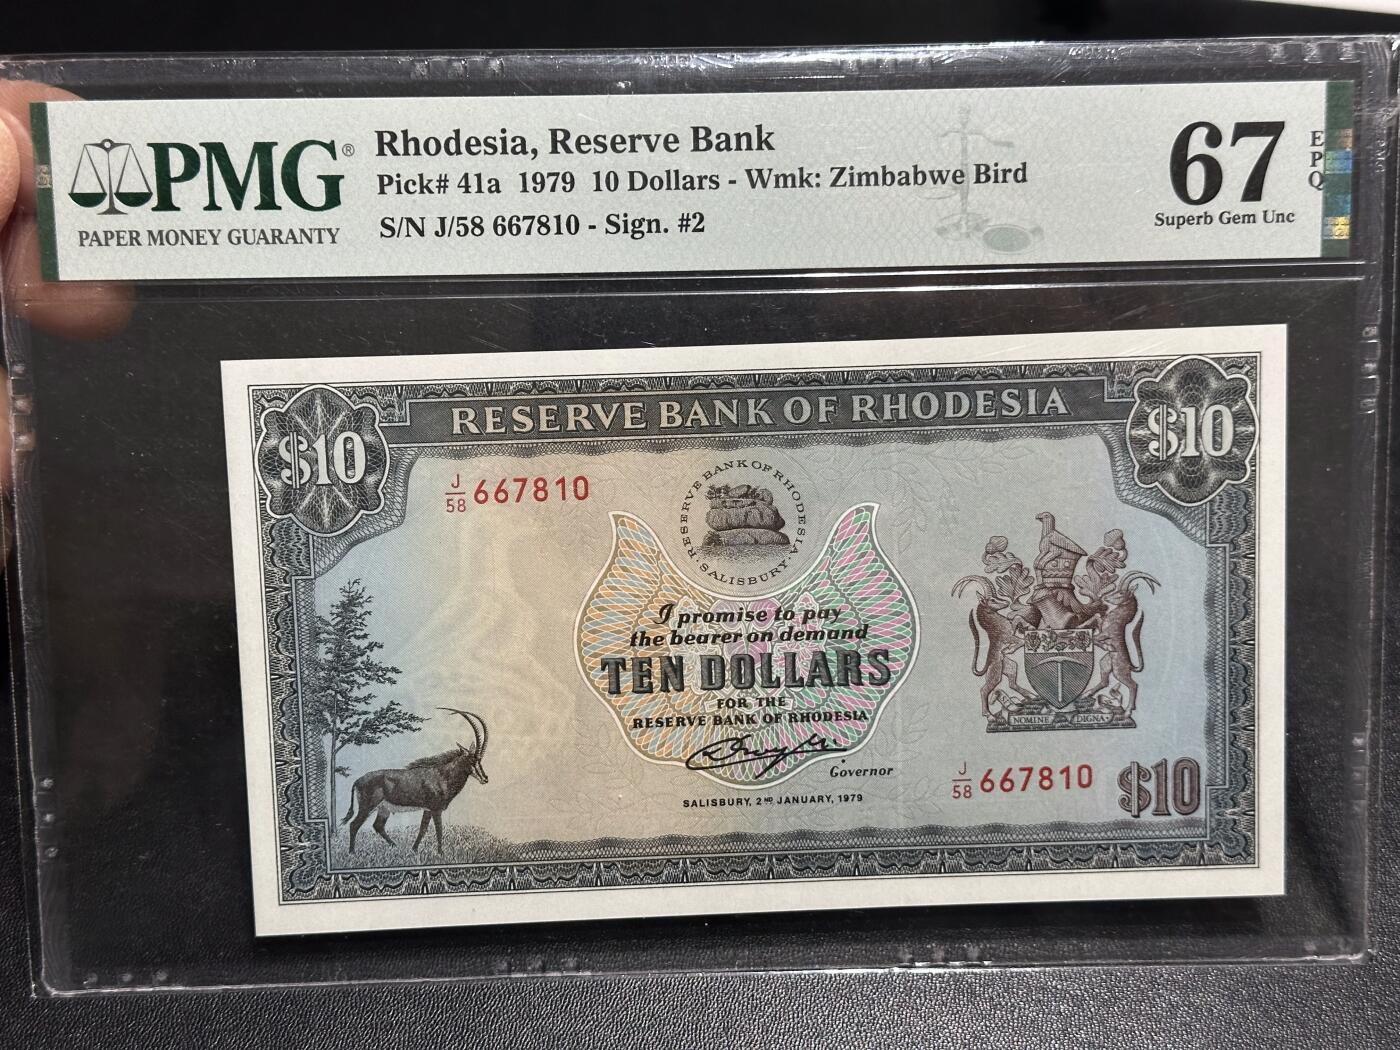 PMG®
PAPER MONEY GUARANTY
Rhodesia, Reserve Bank
Pick# 41a 1979 10 Dollars - Wmk: Zimbabwe Bird
S/N J/58 667810 - Sign. #2
67
EPQ
Superb Gem Unc
$10
RESERVE BANK OF RHODESIA
$10
J/58 667810
RESERVE BANK OF RHODESIA
· SALISBURY ·
I promise to pay
the bearer on demand
TEN DOLLARS
FOR THE
RESERVE BANK OF RHODESIA
Governor
SALISBURY, 2ND JANUARY, 1979
SIT NOMINE DIGNA
J/58 667810
$10